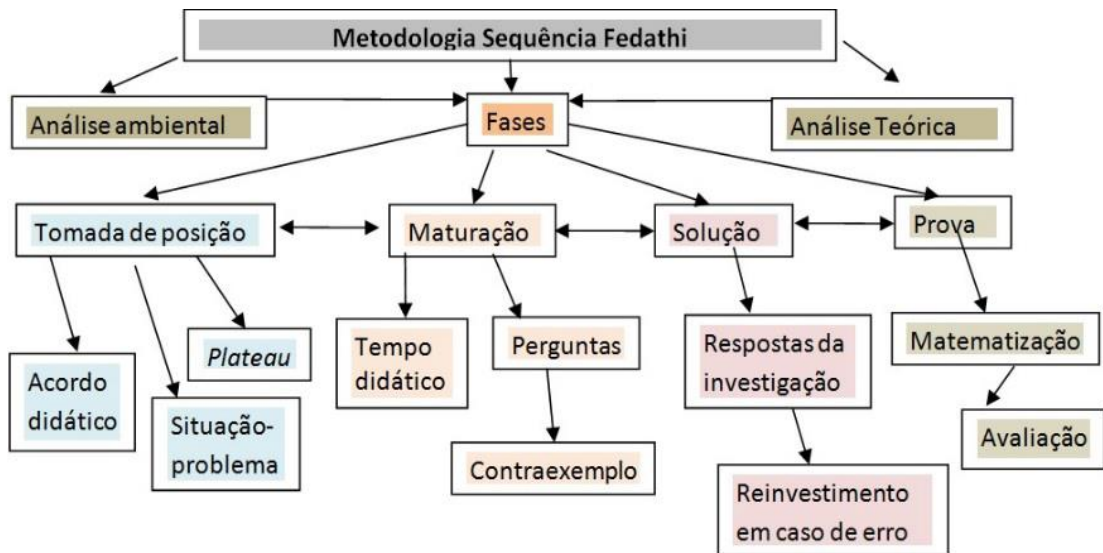 Metodologia Sequência Fedathi
Análise ambiental
Fases
Análise Teórica
Tomada de posição
Maturação
Solução
Prova
Acordo
didático
Situação-
problema
Plateau
Tempo
didático
Perguntas
Contraexemplo
Respostas da
investigação
Reinvestimento
em caso de erro
Matematização
Avaliação